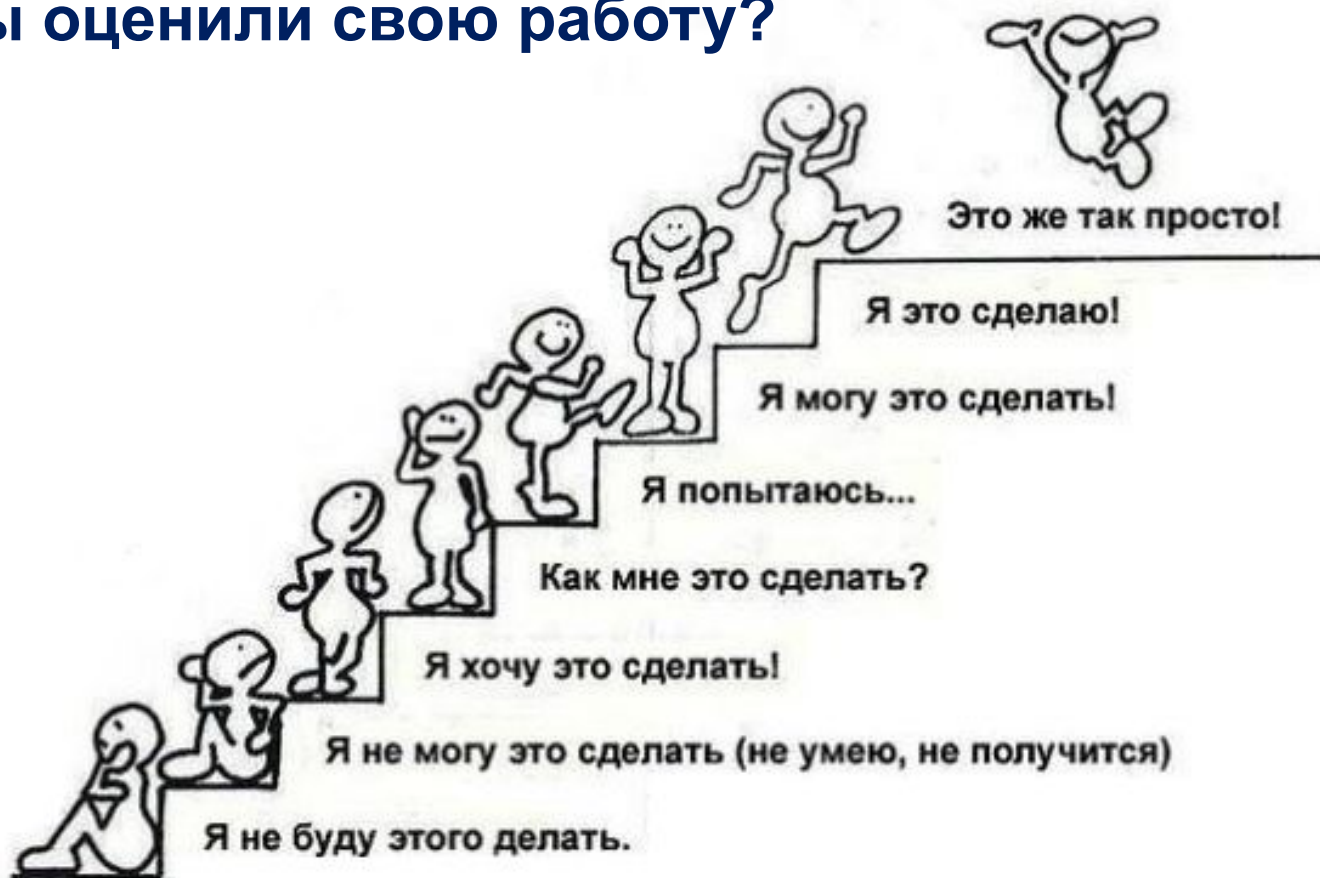 ы оценили свою работу?
Это же так просто!
Я это сделаю!
Я могу это сделать!
Я попытаюсь...
Как мне это сделать?
Я хочу это сделать!
Я не могу это сделать (не умею, не получится)
Я не буду этого делать.